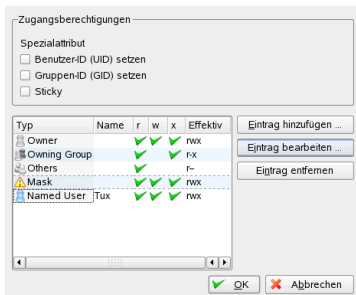 Zugangsberechtigungen
Spezialattribut
Benutzer-ID (UID) setzen
Gruppen-ID (GID) setzen
Sticky
Typ Name r w x Effektiv
Owner rwx
Owning Group r-x
Others r--
Mask rwx
Named User Tux rwx
Eintrag hinzufügen ...
Eintrag bearbeiten ...
Eintrag entfernen
OK
Abbrechen